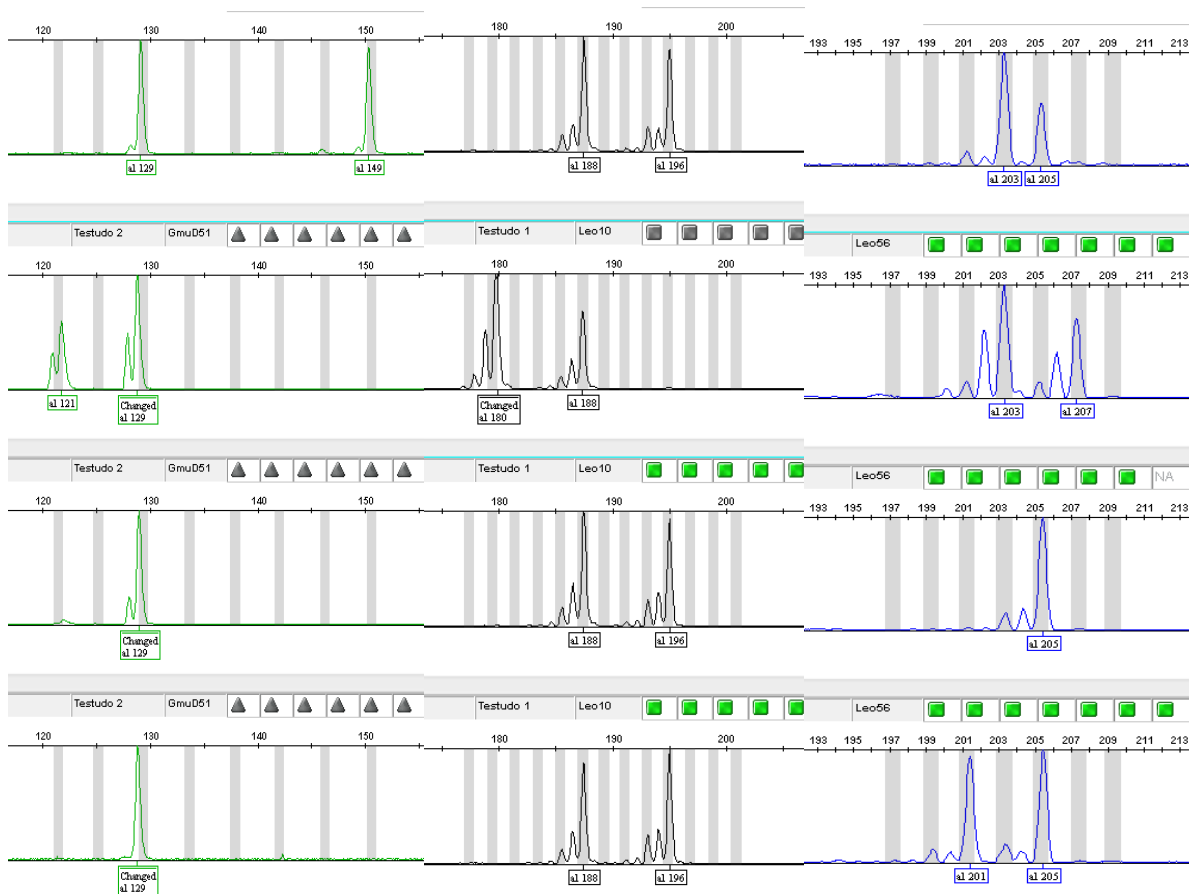 120 130 140 150
180 190 200
193 195 197 199 201 203 205 207 209 211 213
al 129 al 149
al 188 al 196
al 203 al 205
Testudo 2 GmuD51
Testudo 1 Leo10
Leo56
120 130 140 150
180 190 200
193 195 197 199 201 203 205 207 209 211 213
al 121 Changed
al 129
Changed
al 180 al 188
al 203 al 207
Testudo 2 GmuD51
Testudo 1 Leo10
Leo56 NA
120 130 140 150
180 190 200
193 195 197 199 201 203 205 207 209 211 213
Changed
al 129
al 188 al 196
al 205
Testudo 2 GmuD51
Testudo 1 Leo10
Leo56
120 130 140 150
180 190 200
193 195 197 199 201 203 205 207 209 211 213
Changed
al 129
al 188 al 196
al 201 al 205